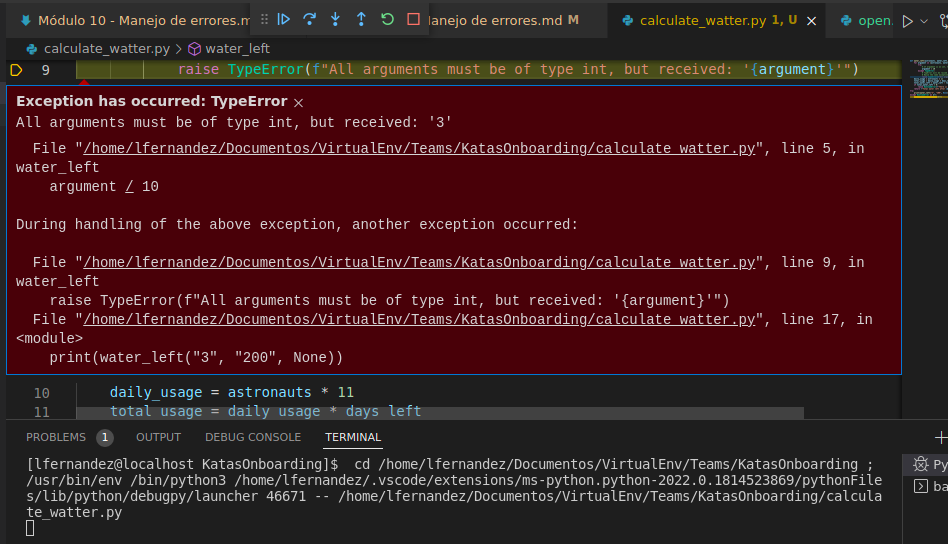 Módulo 10 - Manejo de errores.m
lanejo de errores.md M
calculate_watter.py 1, U
open.
calculate_watter.py > water_left
9 raise TypeError(f"All arguments must be of type int, but received: '{argument}'")
Exception has occurred: TypeError
All arguments must be of type int, but received: '3'
File "/home/lfernandez/Documentos/VirtualEnv/Teams/KatasOnboarding/calculate_watter.py", line 5, in
water_left
argument / 10
During handling of the above exception, another exception occurred:
File "/home/lfernandez/Documentos/VirtualEnv/Teams/KatasOnboarding/calculate_watter.py", line 9, in
water_left
raise TypeError(f"All arguments must be of type int, but received: '{argument}'")
File "/home/lfernandez/Documentos/VirtualEnv/Teams/KatasOnboarding/calculate_watter.py", line 17, in
<module>
print(water_left("3", "200", None))
10 daily_usage = astronauts * 11
11 total_usage = daily_usage * days_left
PROBLEMS 1 OUTPUT DEBUG CONSOLE TERMINAL
[lfernandez@localhost KatasOnboarding]$ cd /home/lfernandez/Documentos/VirtualEnv/Teams/KatasOnboarding ;
/usr/bin/env /bin/python3 /home/lfernandez/.vscode/extensions/ms-python.python-2022.0.1814523869/pythonFile
s/lib/python/debugpy/launcher 46671 -- /home/lfernandez/Documentos/VirtualEnv/Teams/KatasOnboarding/calcula
te_watter.py
Py
ba